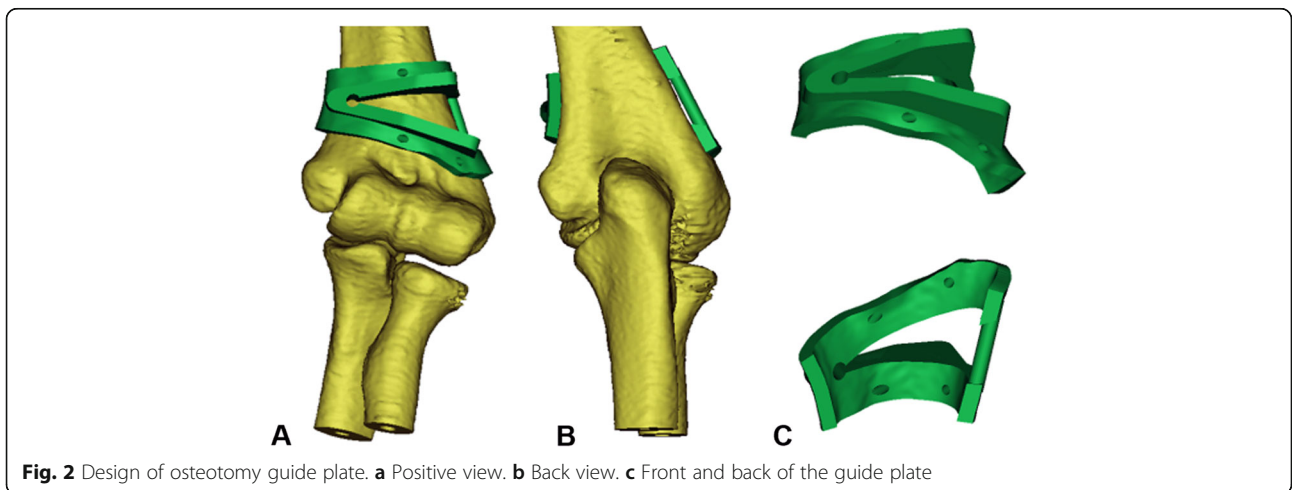 A B C
Fig. 2 Design of osteotomy guide plate. a Positive view. b Back view. c Front and back of the guide plate